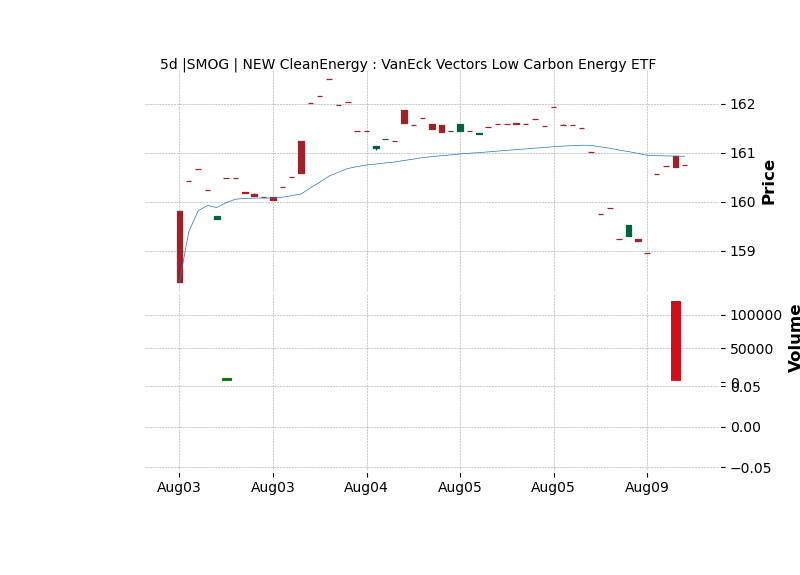 5d |SMOG | NEW CleanEnergy : VanEck Vectors Low Carbon Energy ETF
162
161
160
159
Price
100000
50000
0
Volume
0.05
0.00
−0.05
Aug03 Aug03 Aug04 Aug05 Aug05 Aug09